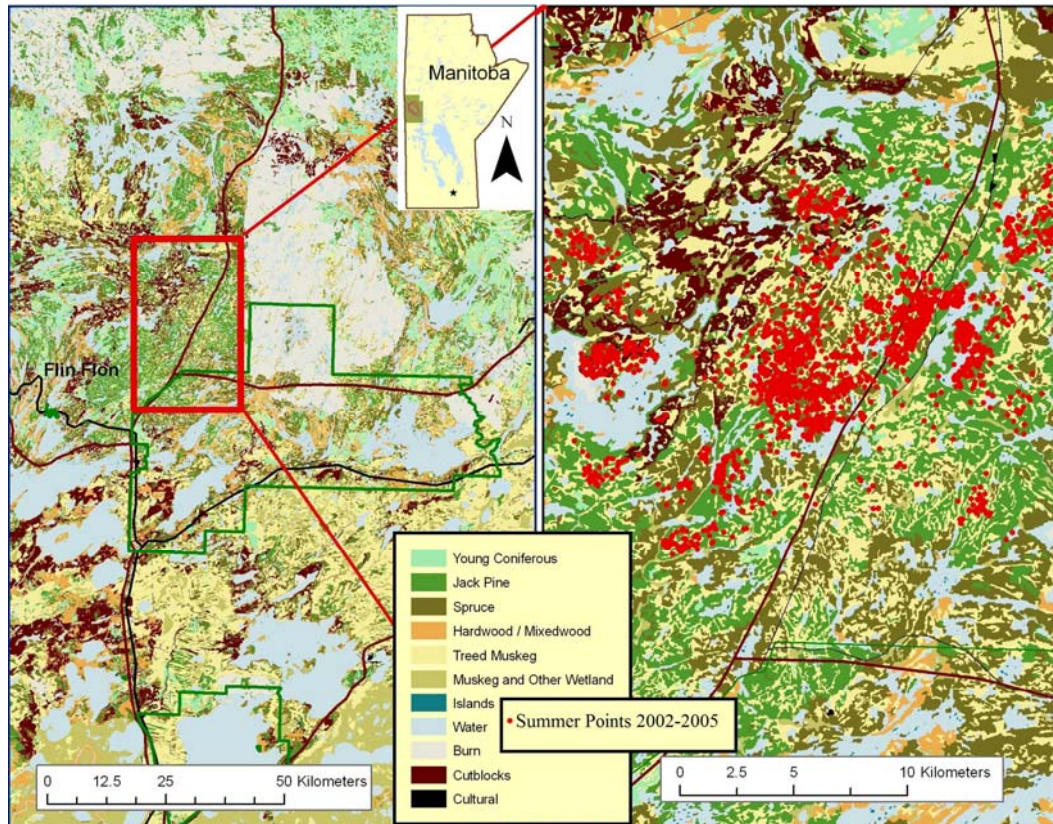 Manitoba
N
Flin Flon
Young Coniferous
Jack Pine
Spruce
Hardwood / Mixedwood
Treed Muskeg
Muskeg and Other Wetland
Islands
Water
Burn
Cutblocks
Cultural
Summer Points 2002-2005
0 12.5 25 50 Kilometers
0 2.5 5 10 Kilometers